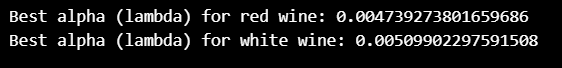 Best alpha (lambda) for red wine: 0.004739273801659686
Best alpha (lambda) for white wine: 0.00509902297591508